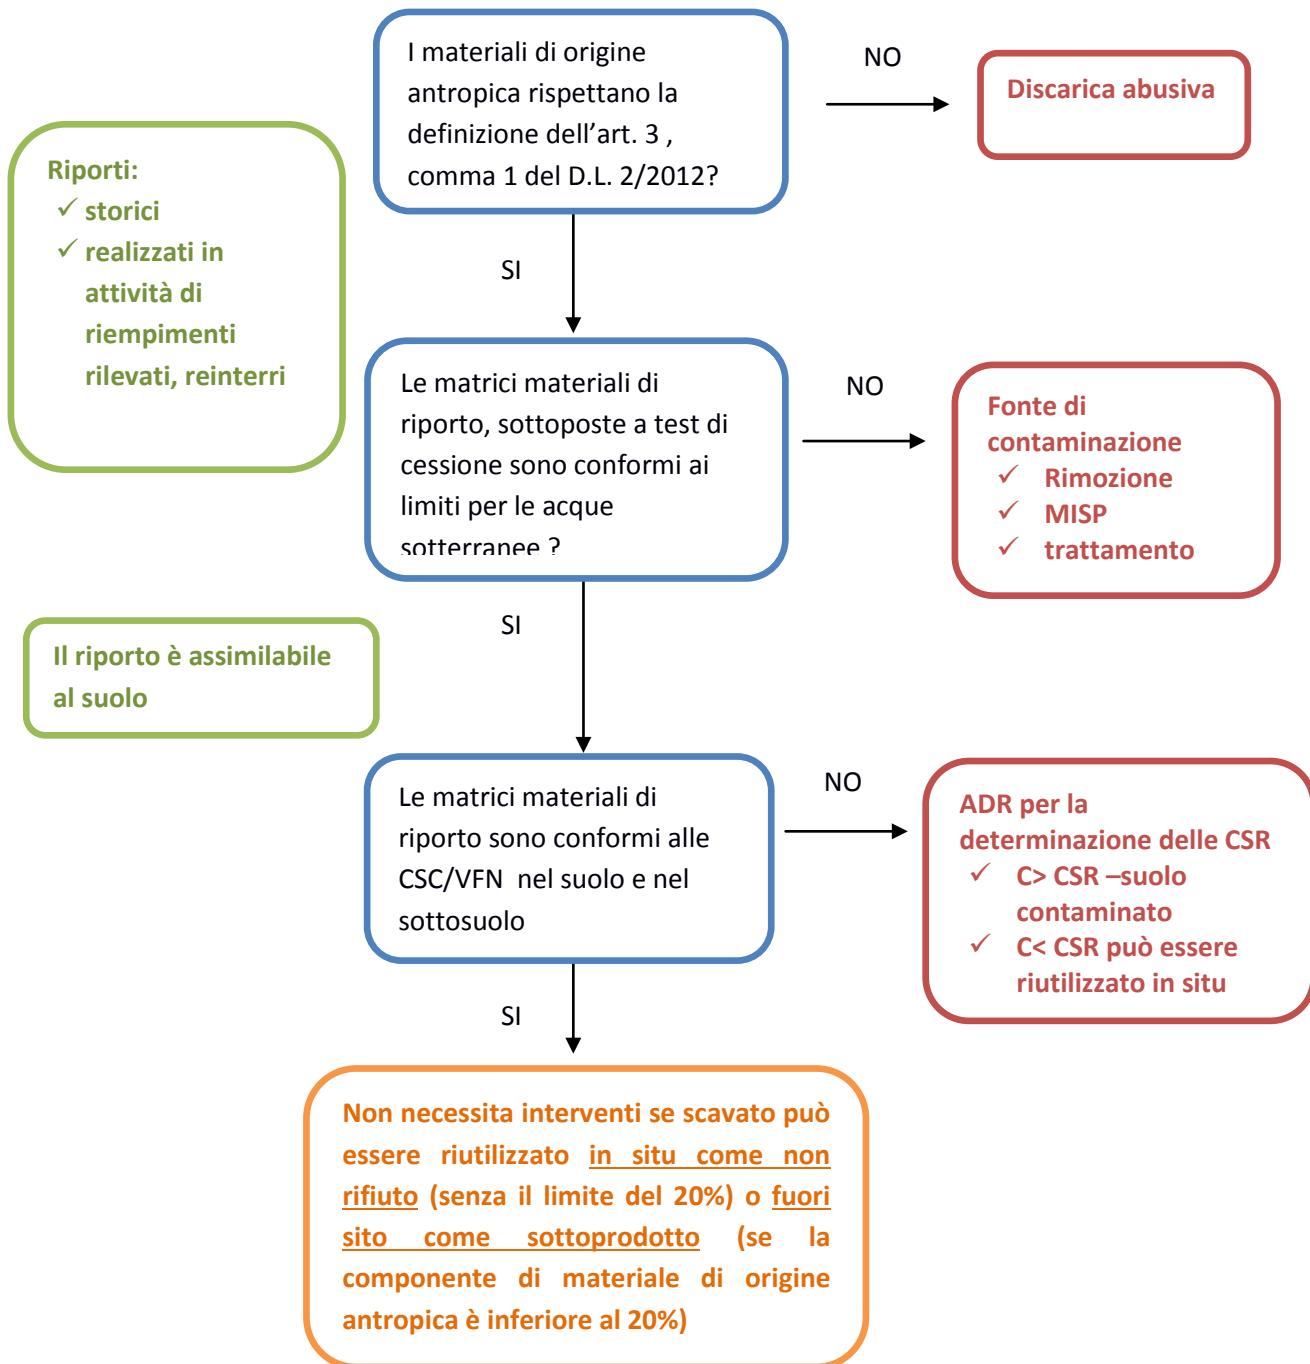 I materiali di origine
antropica rispettano la
definizione dell’art. 3 ,
comma 1 del D.L. 2/2012?
NO
Discarica abusiva
Riporti:
✓ storici
✓ realizzati in
attività di
riempimenti
rilevati, reinterri
SI
Le matrici materiali di
riporto, sottoposte a test di
cessione sono conformi ai
limiti per le acque
sotterranee ?
NO
Fonte di
contaminazione
✓ Rimozione
✓ MISP
✓ trattamento
SI
Il riporto è assimilabile
al suolo
Le matrici materiali di
riporto sono conformi alle
CSC/VFN nel suolo e nel
sottosuolo
NO
ADR per la
determinazione delle CSR
✓ C> CSR –suolo
contaminato
✓ C< CSR può essere
riutilizzato in situ
SI
Non necessita interventi se scavato può
essere riutilizzato in situ come non
rifiuto (senza il limite del 20%) o fuori
sito come sottoprodotto (se la
componente di materiale di origine
antropica è inferiore al 20%)